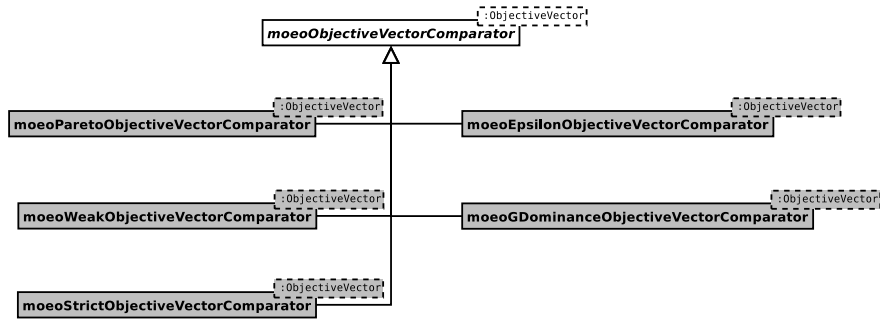 :ObjectiveVector
moeoObjectiveVectorComparator
:ObjectiveVector
moeoParetoObjectiveVectorComparator
:ObjectiveVector
moeoEpsilonObjectiveVectorComparator
:ObjectiveVector
moeoWeakObjectiveVectorComparator
:ObjectiveVector
moeoGDominanceObjectiveVectorComparator
:ObjectiveVector
moeoStrictObjectiveVectorComparator